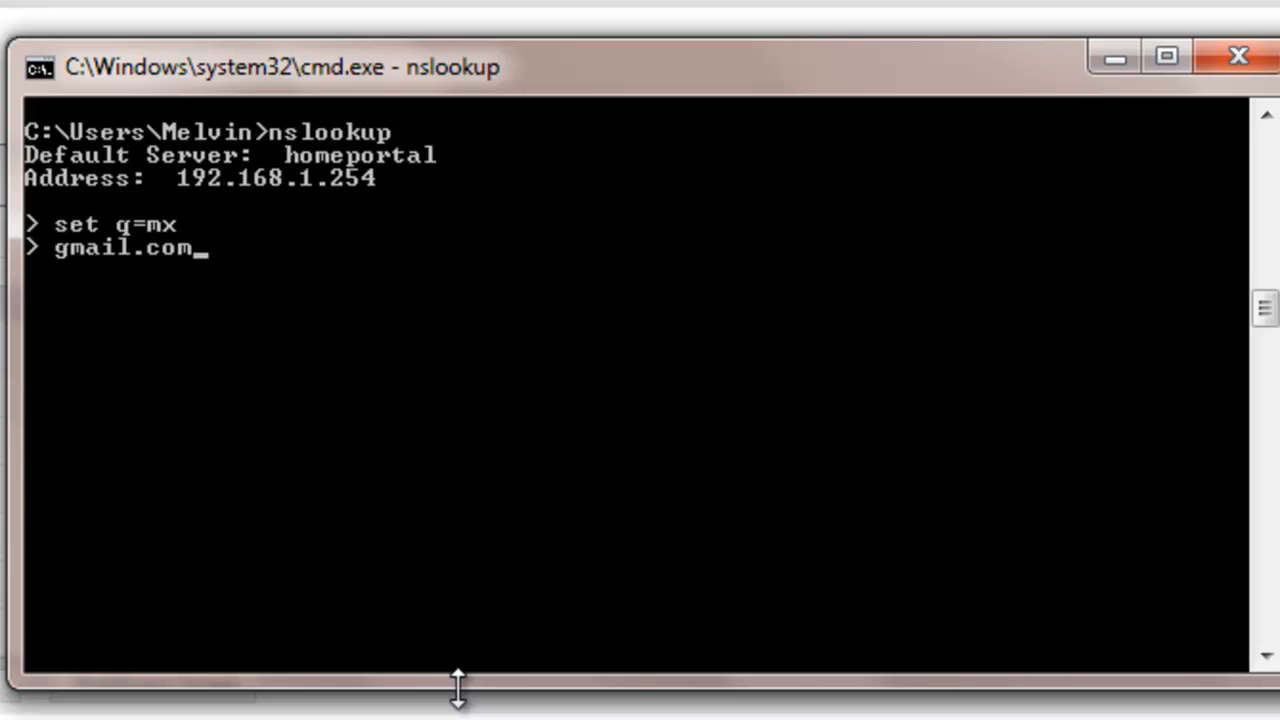 C:\Windows\system32\cmd.exe - nslookup
C:\Users\Melvin>nslookup
Default Server:  homeportal
Address:  192.168.1.254
> set q=mx
> gmail.com